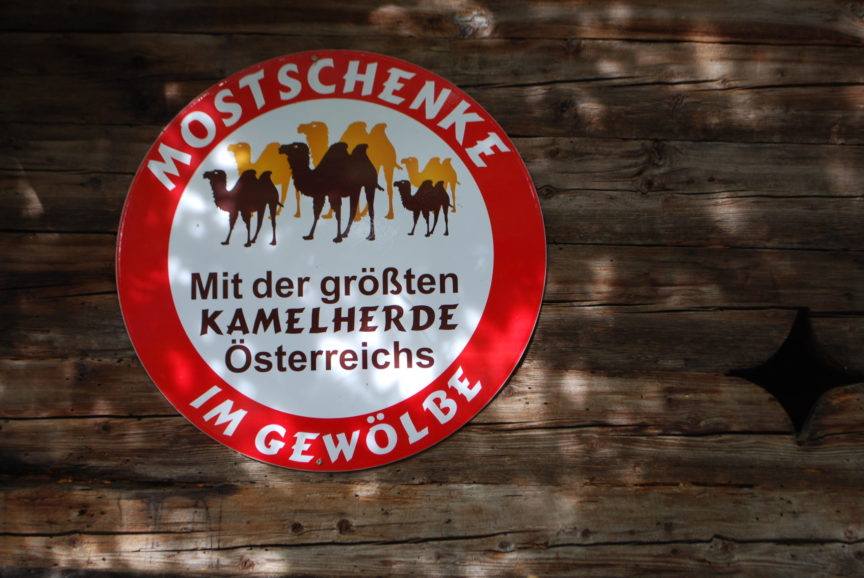 MOSTSCHENKE
Mit der größten
KAMELHERDE
Österreichs
IM GEWÖLBE